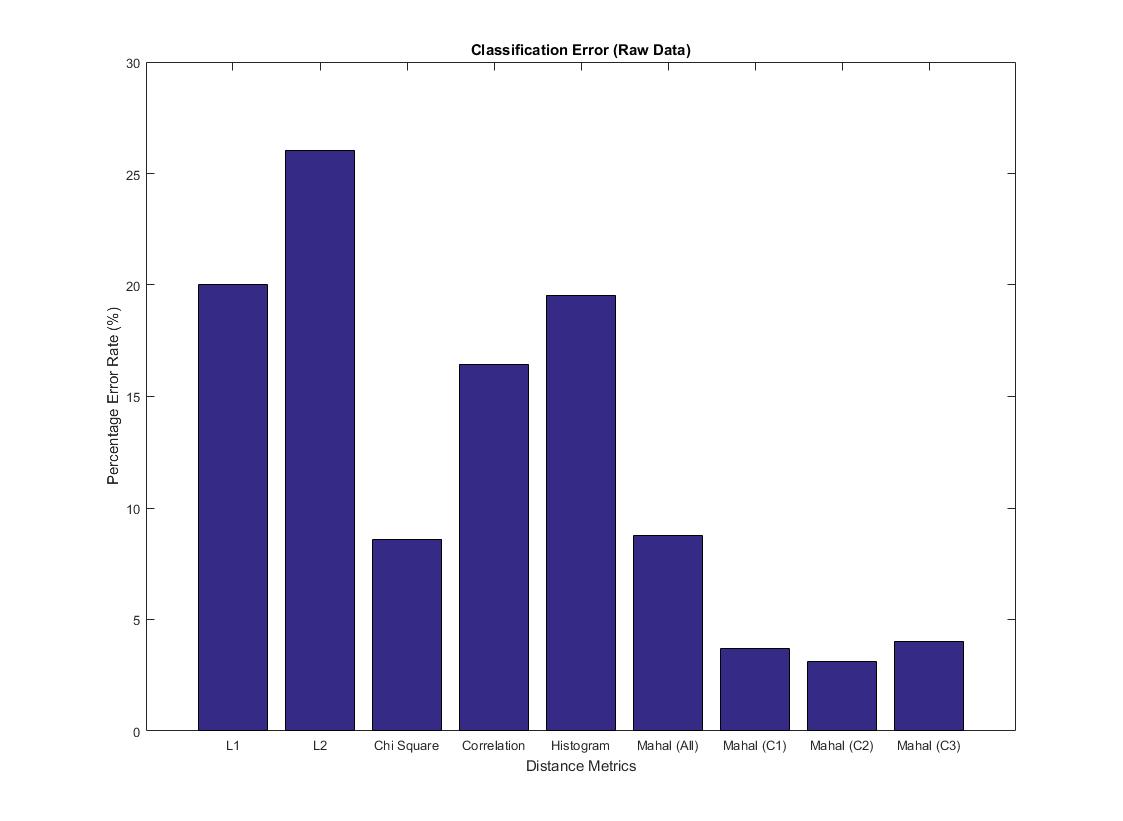 Classification Error (Raw Data)
Percentage Error Rate (%)
30
25
20
15
10
5
0
L1 L2 Chi Square Correlation Histogram Mahal (All) Mahal (C1) Mahal (C2) Mahal (C3)
Distance Metrics